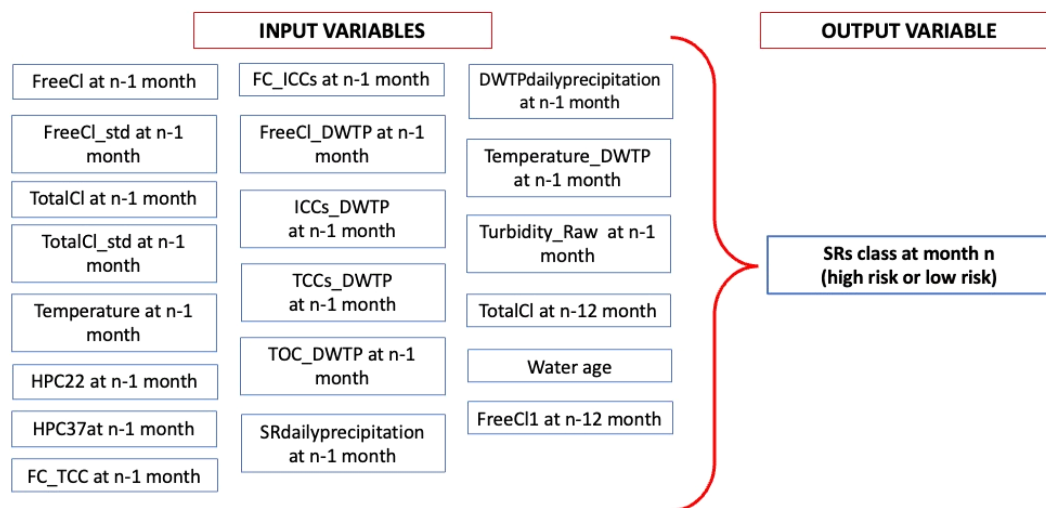 INPUT VARIABLES
OUTPUT VARIABLE
FreeCl at n-1 month
FreeCl_std at n-1
month
TotalCl at n-1 month
TotalCl_std at n-1
month
Temperature at n-1
month
HPC22 at n-1 month
HPC37at n-1 month
FC_TCC at n-1 month
FC_ICCs at n-1 month
FreeCl_DWTP at n-1
month
ICCs_DWTP
at n-1 month
TCCs_DWTP
at n-1 month
TOC_DWTP at n-1
month
SRdailyprecipitation
at n-1 month
DWTPdailyprecipitation
at n-1 month
Temperature_DWTP
at n-1 month
Turbidity_Raw at n-1
month
TotalCl at n-12 month
Water age
FreeCl1 at n-12 month
SRs class at month n
(high risk or low risk)